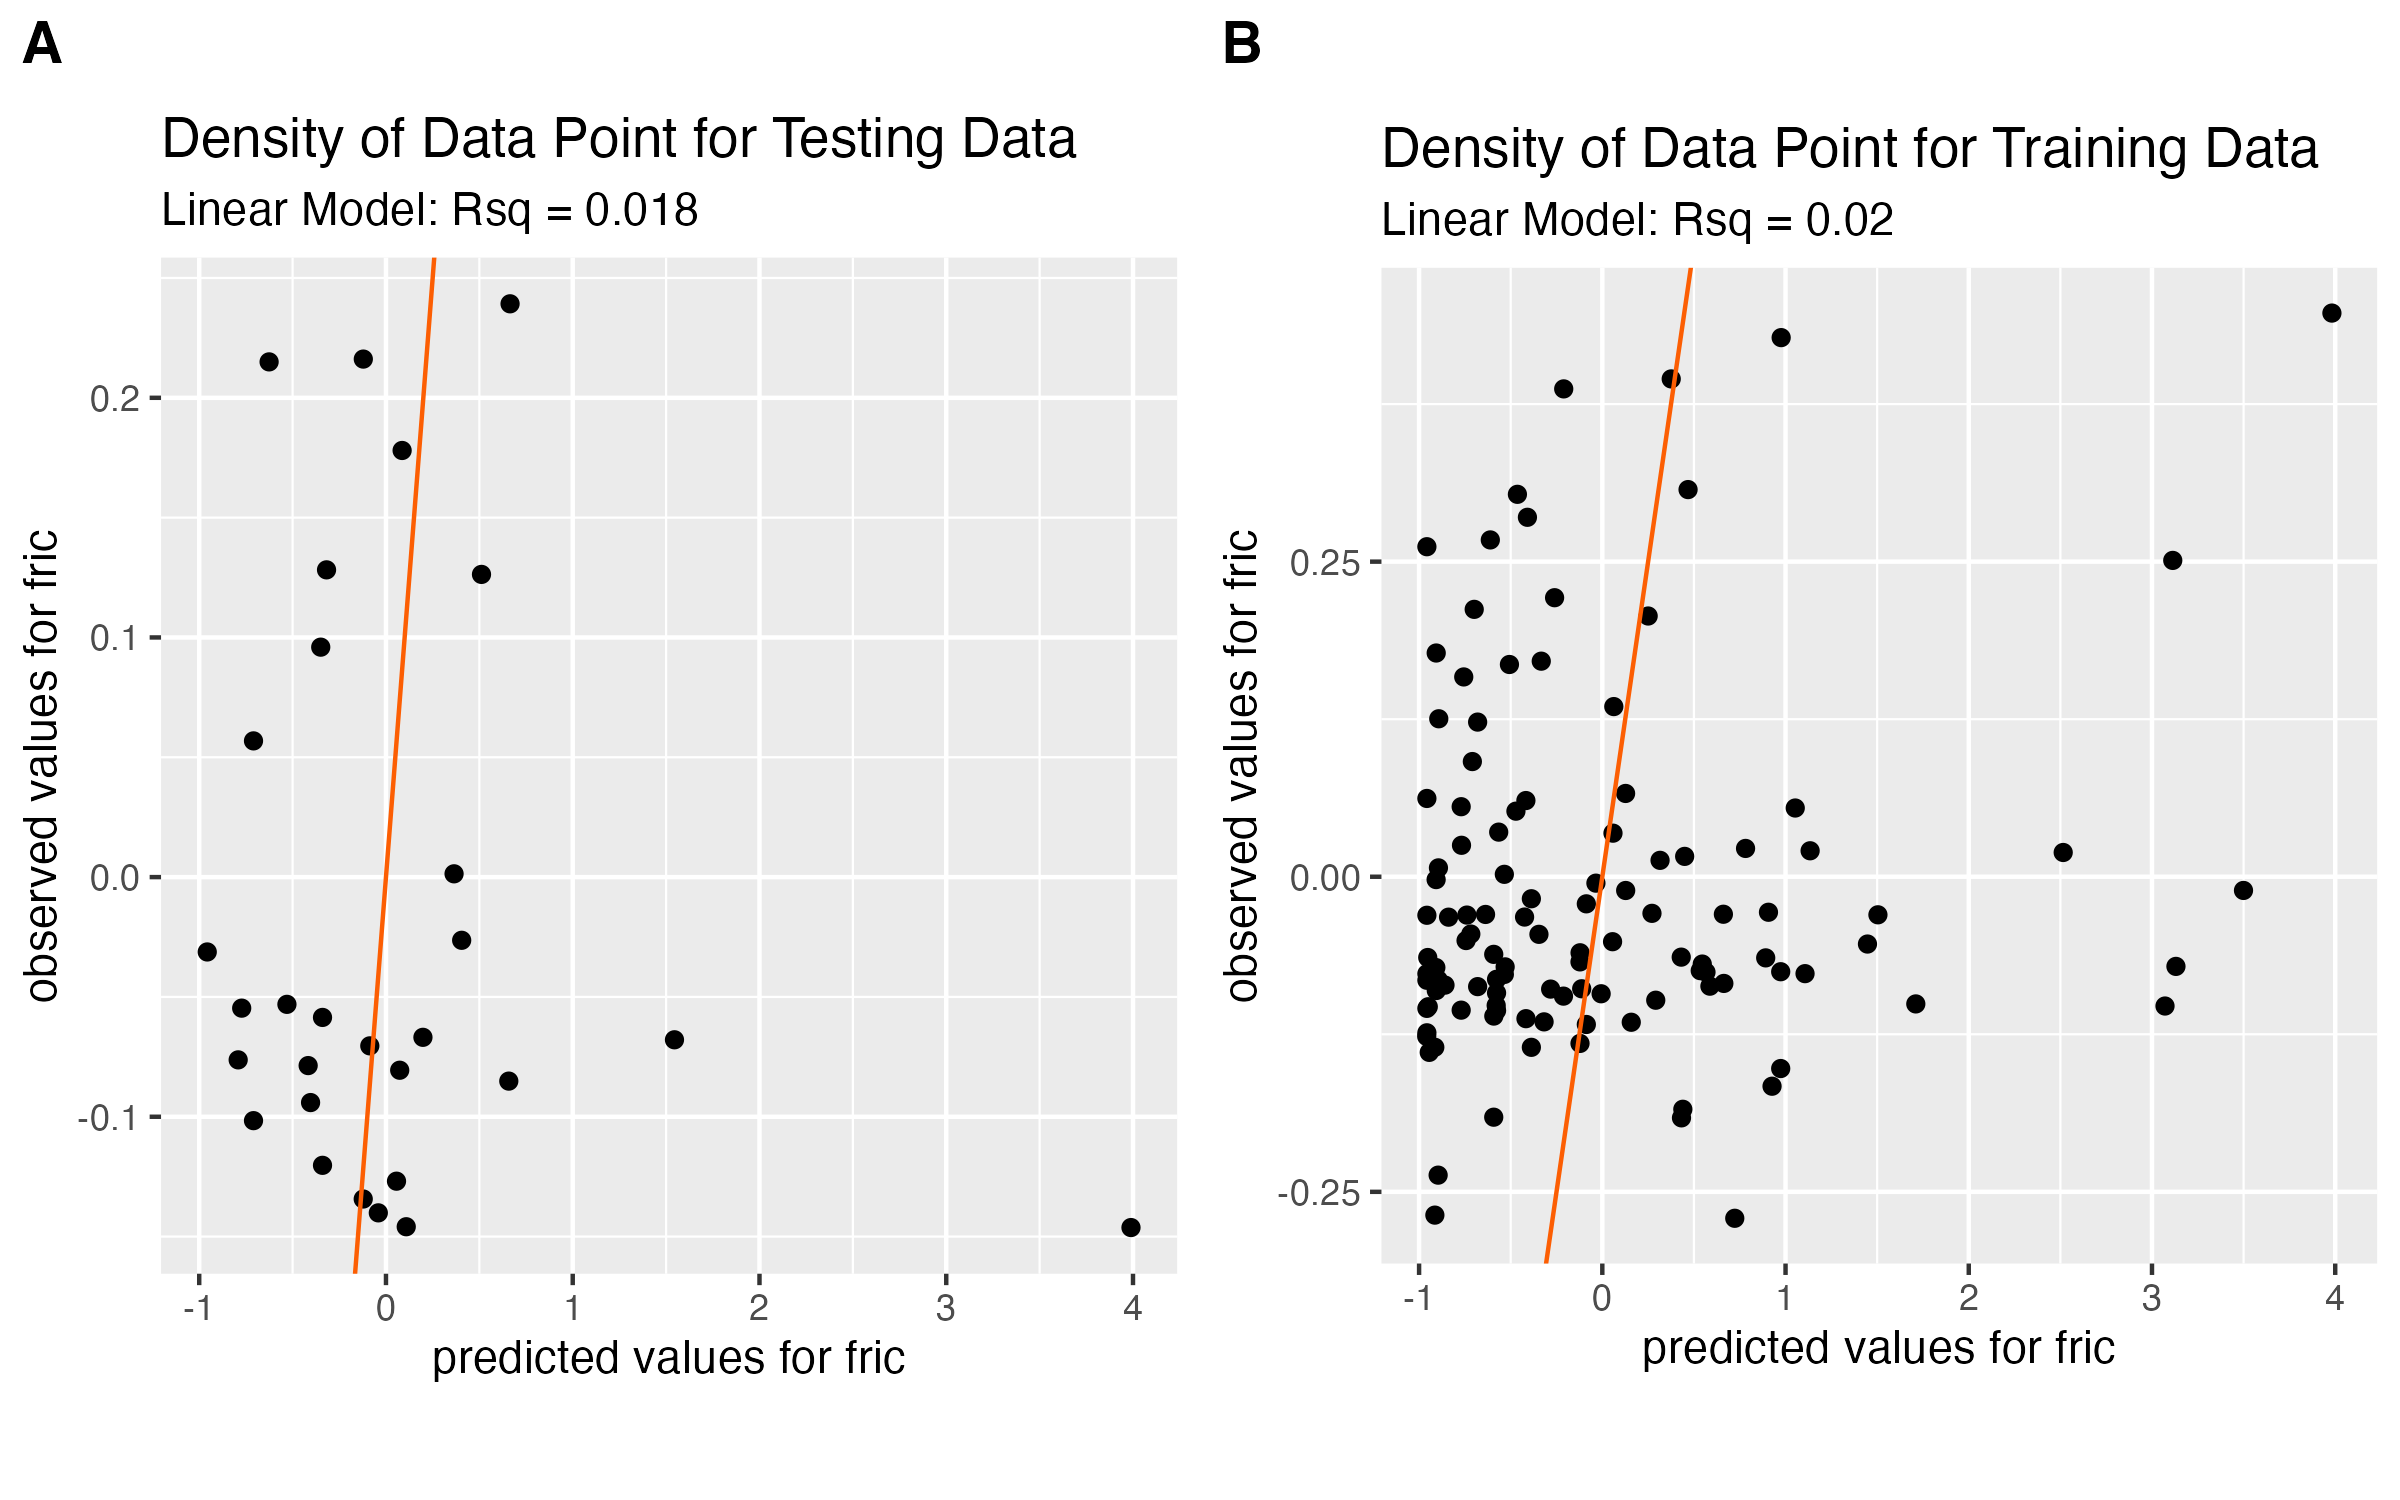 A
Density of Data Point for Testing Data
Linear Model: Rsq = 0.018
observed values for fric
0.2
0.1
0.0
-0.1
-1 0 1 2 3 4
predicted values for fric
B
Density of Data Point for Training Data
Linear Model: Rsq = 0.02
observed values for fric
0.25
0.00
-0.25
-1 0 1 2 3 4
predicted values for fric